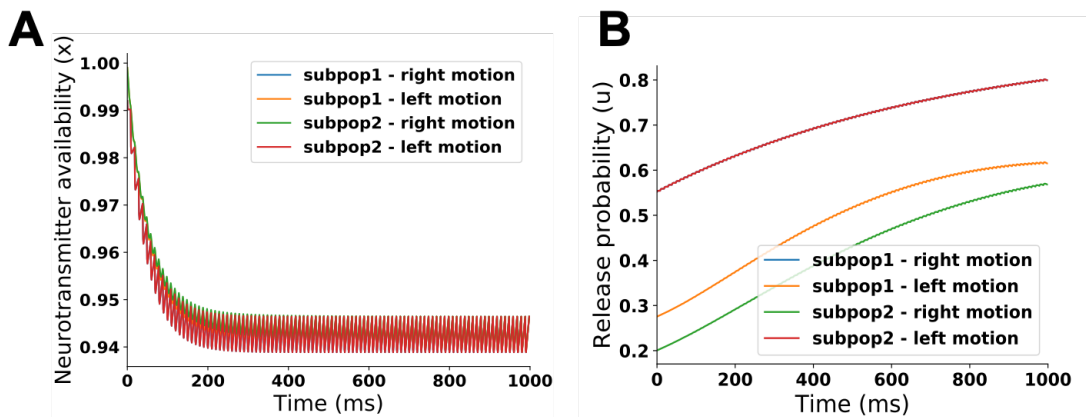 A
Neurotransmitter availability (x)
1.00
0.99
0.98
0.97
0.96
0.95
0.94
subpop1 - right motion
subpop1 - left motion
subpop2 - right motion
subpop2 - left motion
0
200
400
600
800
1000
Time (ms)
B
Release probability (u)
0.8
0.7
0.6
0.5
0.4
0.3
0.2
subpop1 - right motion
subpop1 - left motion
subpop2 - right motion
subpop2 - left motion
0
200
400
600
800
1000
Time (ms)